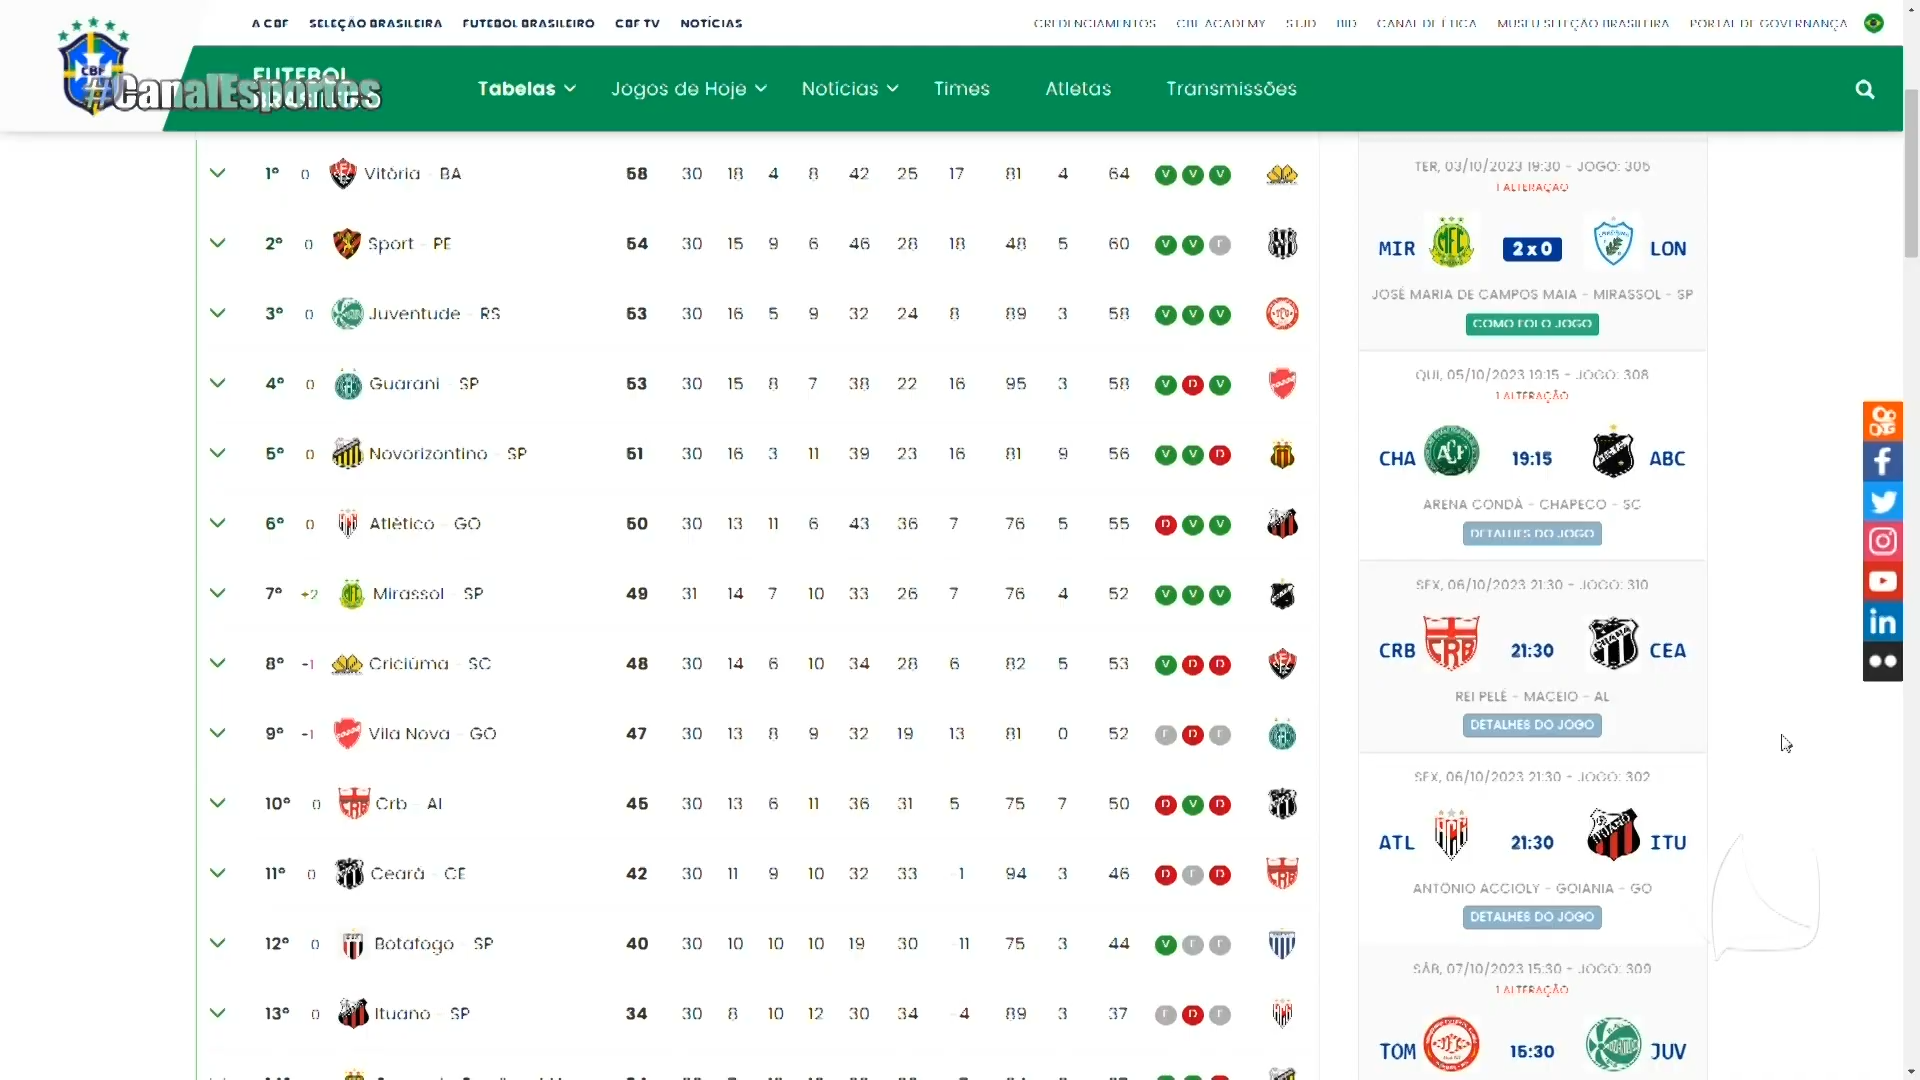 A CBF SELEÇÃO BRASILEIRA FUTEBOL BRASILEIRO CBF TV NOTÍCIAS
CREDENCIAMENTOS CBF ACADEMY STJD BID CANAL DE ÉTICA MUSEU SELEÇÃO BRASILEIRA PORTAL DE GOVERNANÇA
CBF
FUTEBOL
BRASILEIRO
#CanalEsportes
Tabelas Jogos de Hoje Notícias Times Atletas Transmissões
1º 0 Vitória - BA 58 30 18 4 8 42 25 17 81 4 64 V V V
2º 0 Sport - PE 54 30 15 9 6 46 28 18 48 5 60 V V E
3º 0 Juventude - RS 53 30 16 5 9 32 24 8 89 3 58 V V V
4º 0 Guarani - SP 53 30 15 8 7 38 22 16 95 3 58 V D V
5º 0 Novorizontino - SP 51 30 16 3 11 39 23 16 81 9 56 V V D
6º 0 Atlético - GO 50 30 13 11 6 43 36 7 76 5 55 D V V
7º +2 Mirassol - SP 49 31 14 7 10 33 26 7 76 4 52 V V V
8º -1 Criciúma - SC 48 30 14 6 10 34 28 6 82 5 53 V D D
9º -1 Vila Nova - GO 47 30 13 8 9 32 19 13 81 0 52 E D E
10º 0 Crb - Al 45 30 13 6 11 36 31 5 75 7 50 D V D
11º 0 Ceará - CE 42 30 11 9 10 32 33 -1 94 3 46 D E D
12º 0 Botafogo - SP 40 30 10 10 10 19 30 -11 75 3 44 V E E
13º 0 Ituano - SP 34 30 8 10 12 30 34 -4 89 3 37 E D E
TER, 03/10/2023 19:30 - JOGO: 305
1 ALTERAÇÃO
MIR 2 x 0 LON
JOSÉ MARIA DE CAMPOS MAIA - MIRASSOL - SP
COMO FOI O JOGO
QUI, 05/10/2023 19:15 - JOGO: 308
1 ALTERAÇÃO
CHA 19:15 ABC
ARENA CONDÁ - CHAPECO - SC
DETALHES DO JOGO
SEX, 06/10/2023 21:30 - JOGO: 310
CRB 21:30 CEA
REI PELÉ - MACEIO - AL
DETALHES DO JOGO
SEX, 06/10/2023 21:30 - JOGO: 302
ATL 21:30 ITU
ANTÔNIO ACCIOLY - GOIANIA - GO
DETALHES DO JOGO
SÁB, 07/10/2023 15:30 - JOGO: 309
1 ALTERAÇÃO
TOM 15:30 JUV